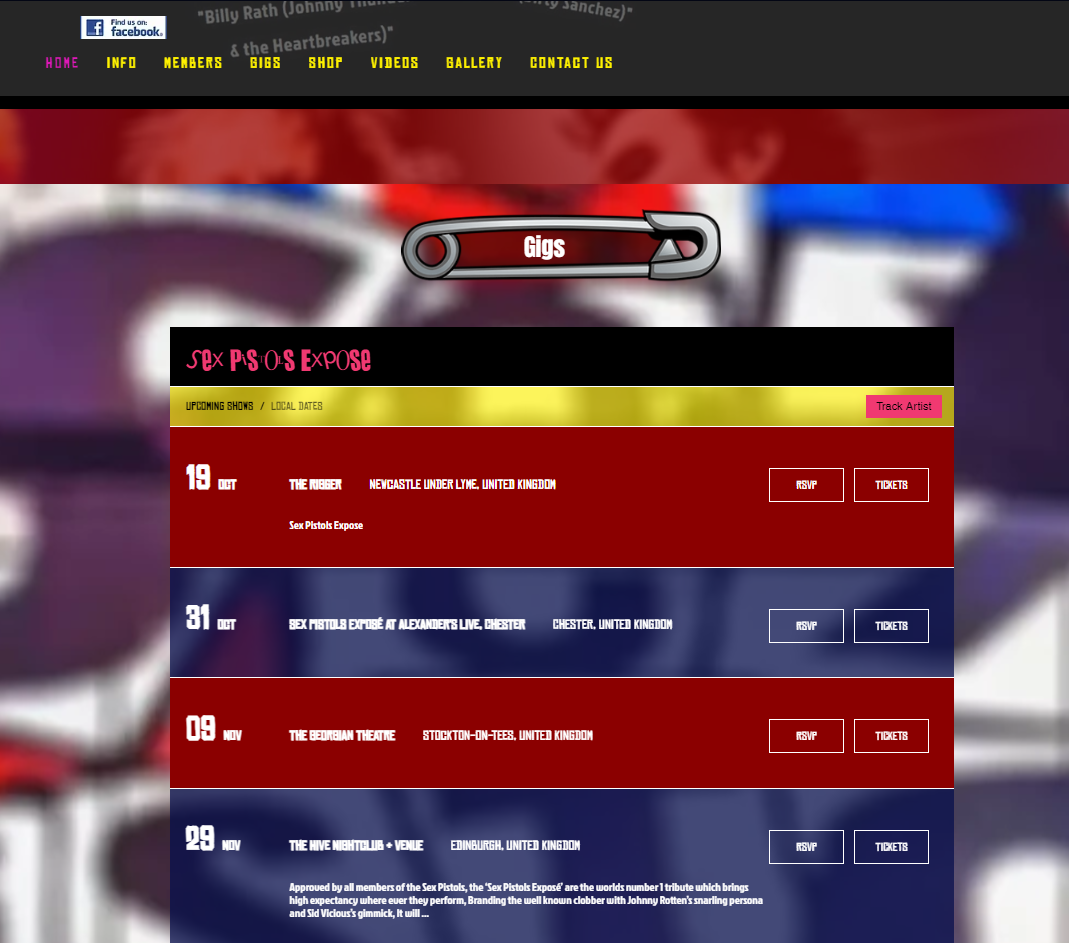 "Billy Rath (Johnny Thunde
Sanchez)"
& the Heartbreakers)"
Find us on:
facebook®
HOME INFO MEMBERS GIGS SHOP VIDEOS GALLERY CONTACT US
Gigs
Sex Pistols Expose
UPCOMING SHOWS / LOCAL DATES Track Artist
19 OCT THE RIGGER NEWCASTLE UNDER LYME, UNITED KINGDOM RSVP TICKETS
Sex Pistols Expose
31 OCT SEX PISTOLS EXPOSÉ AT ALEXANDER'S LIVE, CHESTER CHESTER, UNITED KINGDOM RSVP TICKETS
09 NOV THE GEORGIAN THEATRE STOCKTON-ON-TEES, UNITED KINGDOM RSVP TICKETS
29 NOV THE HIVE NIGHTCLUB + VENUE EDINBURGH, UNITED KINGDOM RSVP TICKETS
Approved by all members of the Sex Pistols, the 'Sex Pistols Exposé' are the worlds number 1 tribute which brings
high expectancy where ever they perform, Branding the well known clobber with Johnny Rotten's snarling persona
and Sid Vicious's gimmick, It will ...